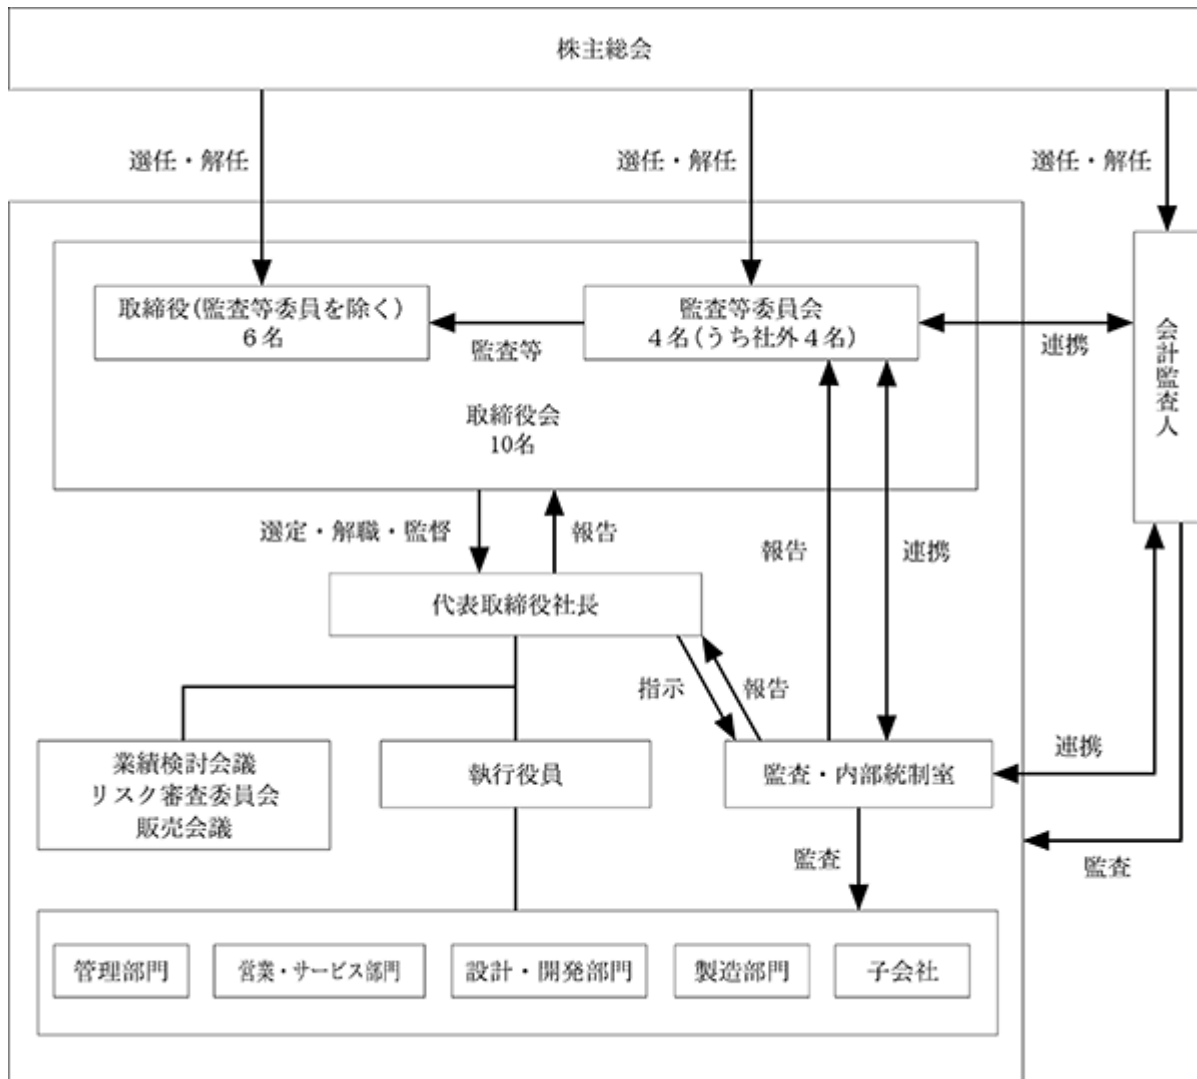 株主総会
選任・解任
選任・解任
選任・解任
取締役(監査等委員を除く)
6名
監査等
監査等委員会
4名(うち社外4名)
連携
会計監査人
取締役会
10名
選定・解職・監督
報告
報告
連携
代表取締役社長
指示
報告
業績検討会議
リスク審査委員会
販売会議
執行役員
監査・内部統制室
連携
監査
監査
管理部門
営業・サービス部門
設計・開発部門
製造部門
子会社